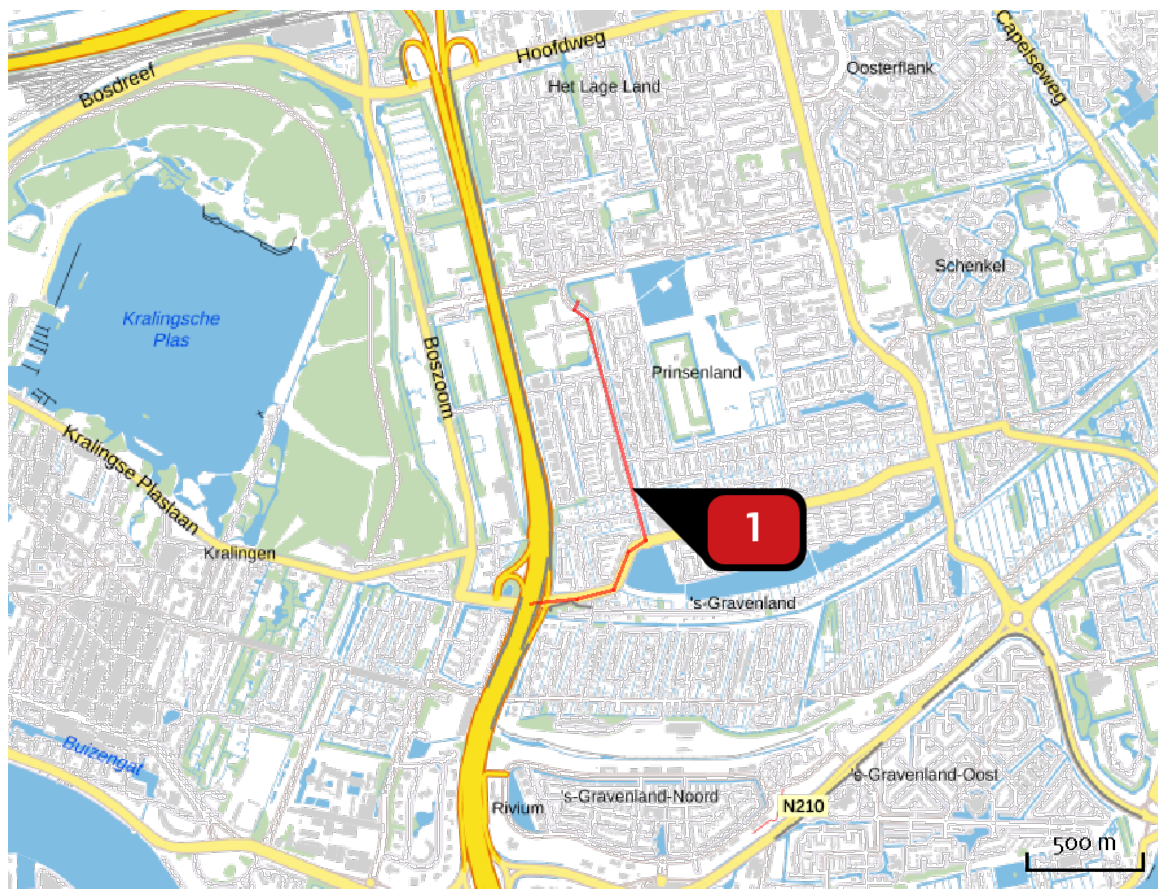 Hoofdweg
Capelseweg
Oosterflank
Bosdreef
Het Lage Land
Schenkel
Kralingsche
Plas
Boszoom
Prinsenland
Kralingse Plaslaan
1
Kralingen
's-Gravenland
Buizengat
's-Gravenland-Oost
's-Gravenland-Noord
Rivium
N210
500 m